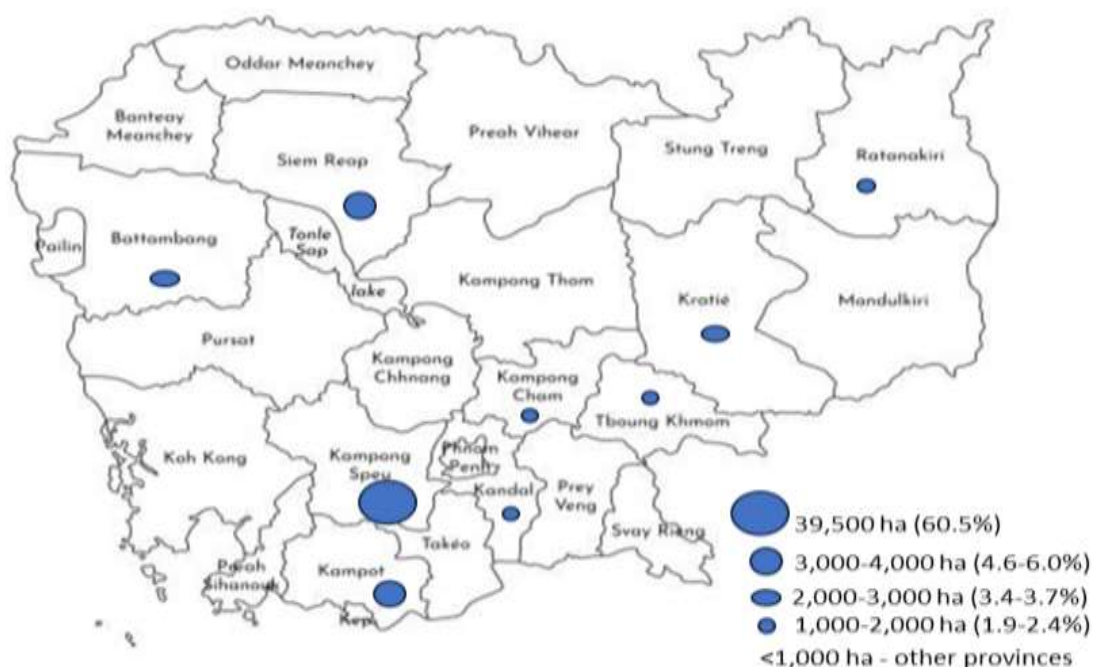 Oddar Meanchey
Banteay
Meanchey
Preah Vihear
Stung Treng
Siem Reap
Ratanakiri
Pailin
Battambang
Tonle
Sap
lake
Kampong Thom
Kratié
Mondulkiri
Pursat
Kampong
Chhnang
Kampong
Cham
Tboung Khmom
Koh Kong
Kampong
Speu
Phnom
Penh
Kandal
Prey
Veng
Svay Rieng
Takéo
Preah
Sihanouk
Kampot
Kep
39,500 ha (60.5%)
3,000-4,000 ha (4.6-6.0%)
2,000-3,000 ha (3.4-3.7%)
1,000-2,000 ha (1.9-2.4%)
<1,000 ha - other provinces